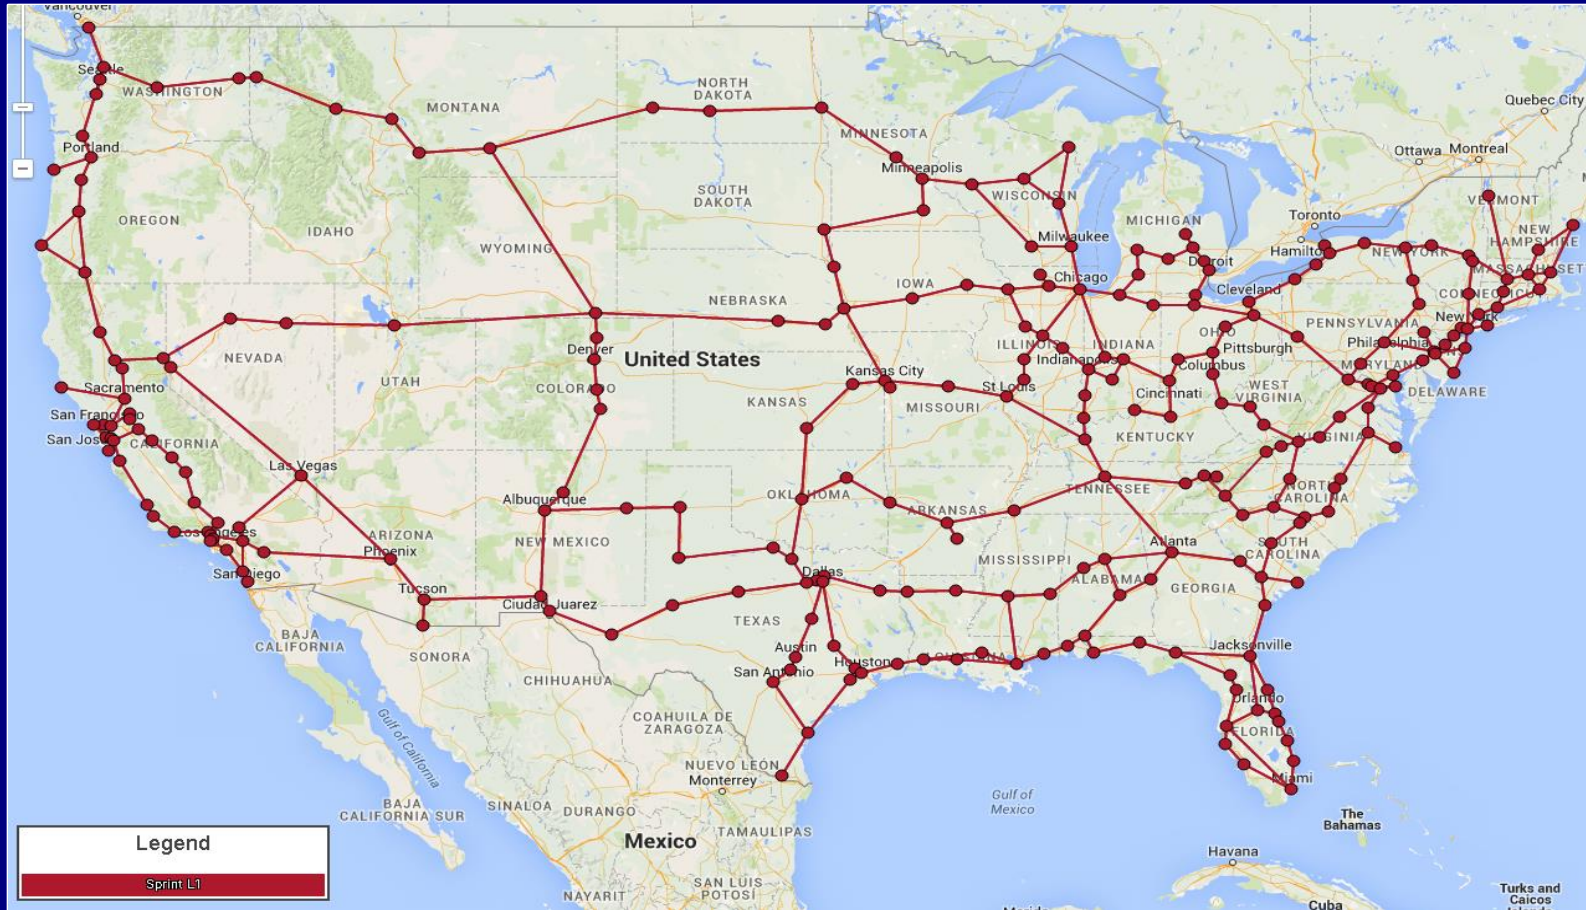 Vancouver
Quebec City
Seattle
WASHINGTON
MONTANA
NORTH
DAKOTA
MINNESOTA
Ottawa
Montreal
Portland
Minneapolis
SOUTH
DAKOTA
WISCONSIN
VERMONT
OREGON
IDAHO
WYOMING
MICHIGAN
Toronto
Hamilton
NEW YORK
NEW
HAMPSHIRE
Milwaukee
Detroit
Chicago
IOWA
NEBRASKA
Cleveland
CONNECTICUT
New York
PENNSYLVANIA
NEVADA
Denver
United States
ILLINOIS
INDIANA
OHIO
Pittsburgh
Philadelphia
Indianapolis
Columbus
MARYLAND
UTAH
COLORADO
Kansas City
St Louis
Cincinnati
WEST
VIRGINIA
DELAWARE
Sacramento
KANSAS
MISSOURI
San Francisco
San Jose
CALIFORNIA
KENTUCKY
VIRGINIA
Las Vegas
Albuquerque
OKLAHOMA
TENNESSEE
NORTH
CAROLINA
ARKANSAS
Los Angeles
ARIZONA
Phoenix
NEW MEXICO
Atlanta
SOUTH
CAROLINA
MISSISSIPPI
San Diego
Dallas
ALABAMA
GEORGIA
Tucson
Ciudad Juarez
TEXAS
BAJA
CALIFORNIA
SONORA
Austin
San Antonio
Houston
LOUISIANA
Jacksonville
CHIHUAHUA
Orlando
COAHUILA DE
ZARAGOZA
FLORIDA
Gulf of
California
NUEVO LEÓN
Monterrey
Miami
Gulf of
Mexico
BAJA
CALIFORNIA SUR
SINALOA
DURANGO
The
Bahamas
TAMAULIPAS
Legend
Mexico
Havana
Sprint L1
SAN LUIS
POTOSÍ
NAYARIT
Cuba
Turks and
Caicos